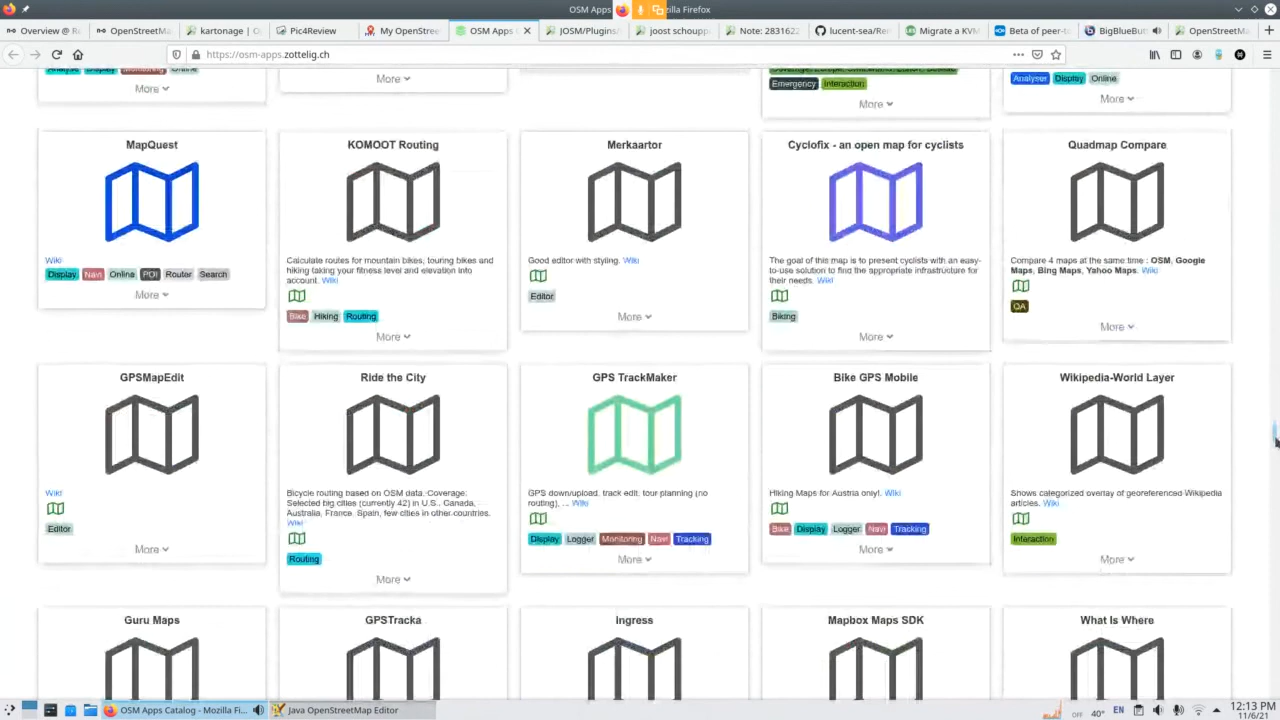 OSM Apps
zilla Firefox
Overview @ R
OpenStreetMa
kartonage | O
Pic4Review
My OpenStree
OSM Apps
JOSM/Plugins/
joost schoupp
Note: 2831622
lucent-sea/Re
Migrate a KVM
Beta of peer-t
BigBlueBut
OpenStreetMa
https://osm-apps.zottelig.ch
Display
Online
More
More
Emergency Interaction
More
Analyser Display Online
More
MapQuest
Wiki
Display Navi Online POI Router Search
More
KOMOOT Routing
Calculate routes for mountain bikes, touring bikes and
hiking taking your fitness level and elevation into
account. Wiki
Bike Hiking Routing
More
Merkaartor
Good editor with styling. Wiki
Editor
More
Cyclofix - an open map for cyclists
The goal of this map is to present cyclists with an easy-
to-use solution to find the appropriate infrastructure for
their needs. Wiki
Biking
More
Quadmap Compare
Compare 4 maps at the same time : OSM, Google
Maps, Bing Maps, Yahoo Maps. Wiki
QA
More
GPSMapEdit
Wiki
Editor
More
Ride the City
Bicycle routing based on OSM data. Coverage:
Selected big cities (currently 42) in U.S., Canada,
Australia, France, Spain, few cities in other countries.
Wiki
Routing
More
GPS TrackMaker
GPS down/upload, track edit, tour planning (no
routing), ... Wiki
Display Logger Monitoring Navi Tracking
More
Bike GPS Mobile
Hiking Maps for Austria only!. Wiki
Bike Display Logger Navi Tracking
More
Wikipedia-World Layer
Shows categorized overlay of georeferenced Wikipedia
articles. Wiki
Interaction
More
Guru Maps
GPSTracka
Ingress
Mapbox Maps SDK
What Is Where
OSM Apps Catalog - Mozilla Fi...
Java OpenStreetMap Editor
OFF
40°
EN
12:13 PM
11/6/21